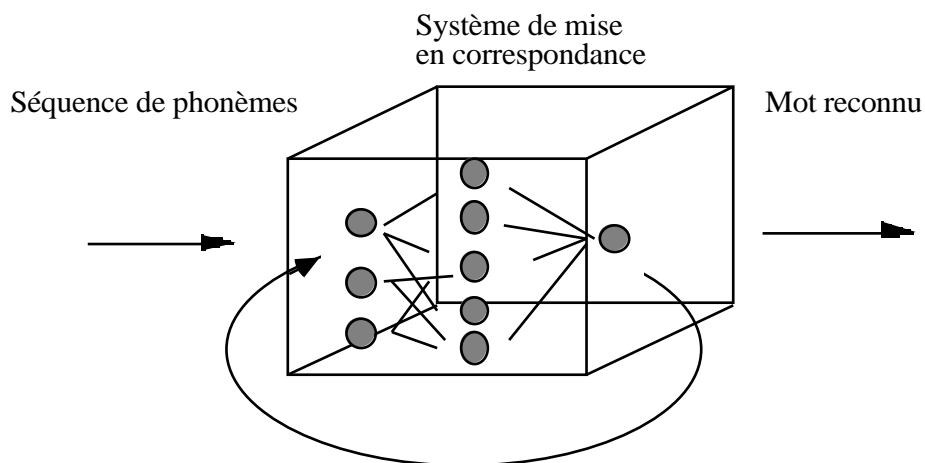 Système de mise
en correspondance
Séquence de phonèmes
Mot reconnu